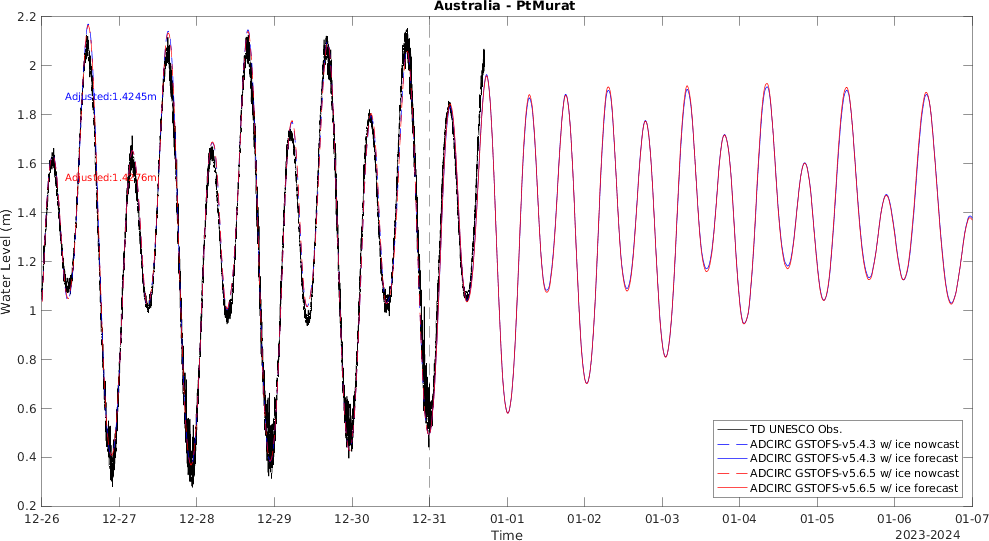 Australia - PtMurat
2.2
2
1.8
1.6
1.4
1.2
1
0.8
0.6
0.4
0.2
Water Level (m)
Adjusted:1.4245m
12-26
12-27
12-28
12-29
12-30
12-31
01-01
01-02
01-03
01-04
01-05
01-06
01-07
Time
2023-2024
TD UNESCO Obs.
ADCIRC GSTOFS-v5.4.3 w/ ice nowcast
ADCIRC GSTOFS-v5.4.3 w/ ice forecast
ADCIRC GSTOFS-v5.6.5 w/ ice nowcast
ADCIRC GSTOFS-v5.6.5 w/ ice forecast